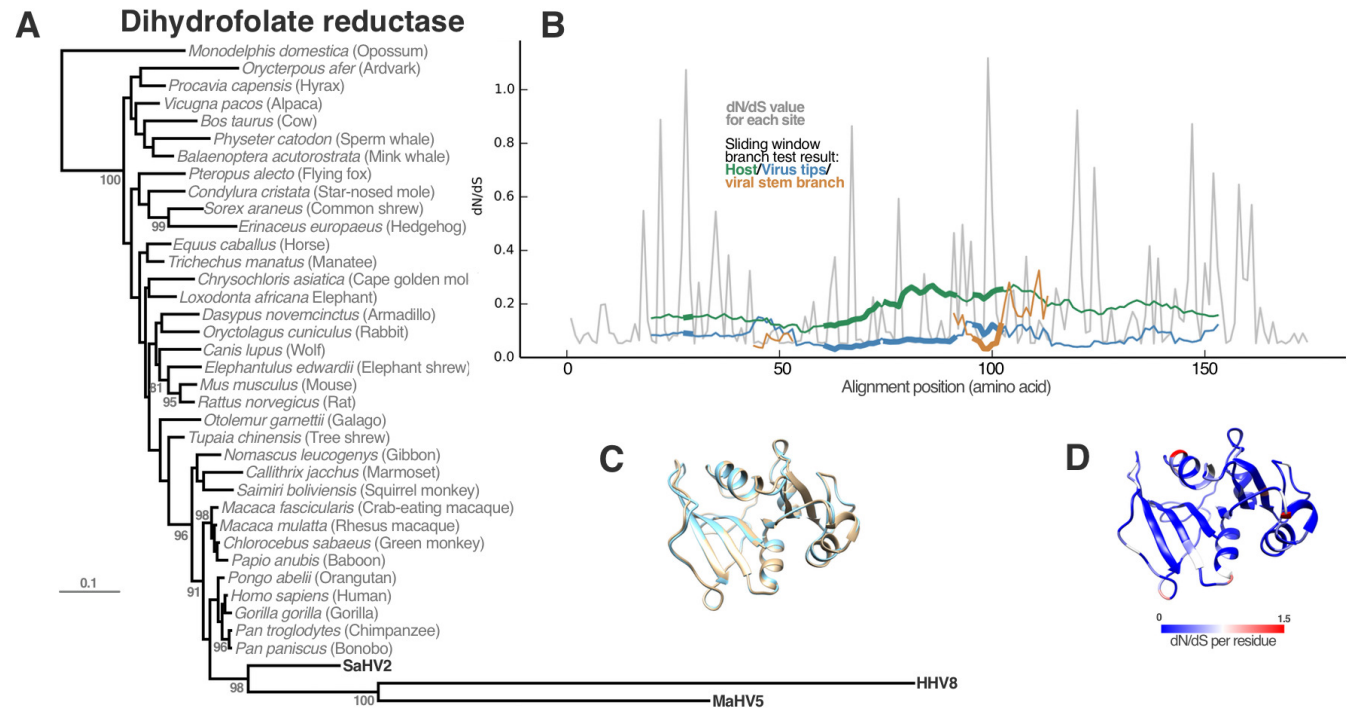 A
Dihydrofolate reductase
Monodelphis domestica (Opossum)
Orycterpous afer (Ardvark)
Procavia capensis (Hyrax)
Vicugna pacos (Alpaca)
Bos taurus (Cow)
Physeter catodon (Sperm whale)
Balaenoptera acutorostrata (Mink whale)
100
Pteropus alecto (Flying fox)
Condylura cristata (Star-nosed mole)
Sorex araneus (Common shrew)
99
Erinaceus europaeus (Hedgehog)
Equus caballus (Horse)
Trichechus manatus (Manatee)
Chrysochloris asiatica (Cape golden mol
Loxodonta africana Elephant)
Dasypus novemcinctus (Armadillo)
Oryctolagus cuniculus (Rabbit)
Canis lupus (Wolf)
Elephantulus edwardii (Elephant shrew)
81
Mus musculus (Mouse)
95
Rattus norvegicus (Rat)
Otolemur garnettii (Galago)
Tupaia chinensis (Tree shrew)
Nomascus leucogenys (Gibbon)
Callithrix jacchus (Marmoset)
Saimiri boliviensis (Squirrel monkey)
Macaca fascicularis (Crab-eating macaque)
98
Macaca mulatta (Rhesus macaque)
96
Chlorocebus sabaeus (Green monkey)
Papio anubis (Baboon)
Pongo abelii (Orangutan)
0.1
91
Homo sapiens (Human)
Gorilla gorilla (Gorilla)
Pan troglodytes (Chimpanzee)
96
Pan paniscus (Bonobo)
SaHV2
98
HHV8
100
MaHV5
B
dN/dS
1.0
0.8
0.6
0.4
0.2
0.0
dN/dS value
for each site
Sliding window
branch test result:
Host/Virus tips/
viral stem branch
0
50
100
150
Alignment position (amino acid)
C
D
0
1.5
dN/dS per residue